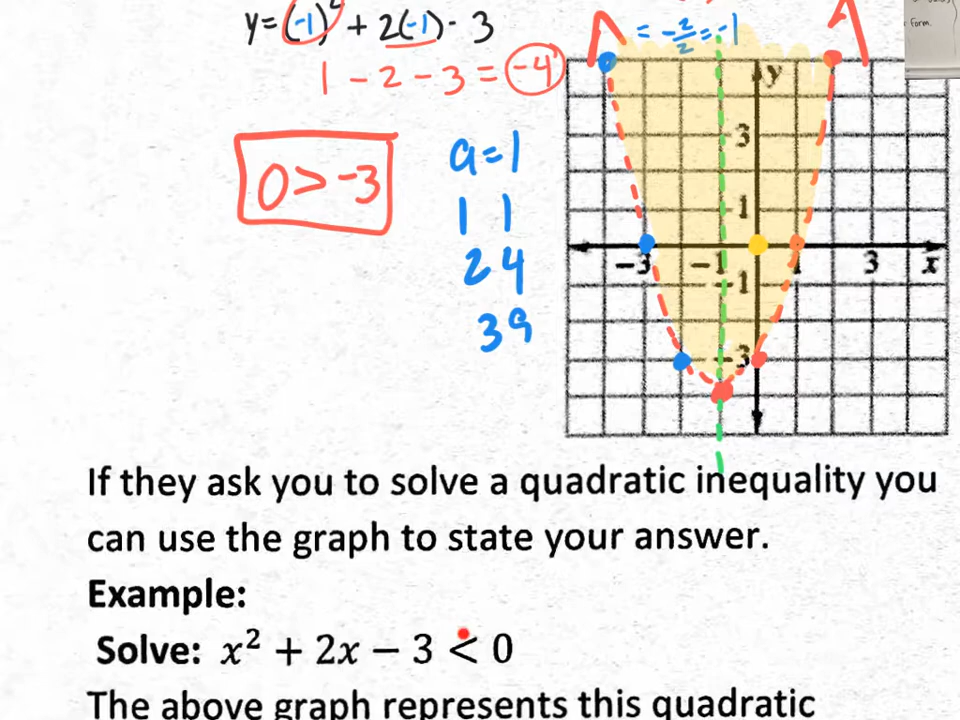 y = (-1)² + 2(-1) - 3
= -2/2 = -1
form.
1 - 2 - 3 = -4
y
3
a = 1
0 > -3
1 1
1
2 4
-3 -1 1 3 x
-1
3 9
-3
If they ask you to solve a quadratic inequality you
can use the graph to state your answer.
Example:
Solve: x² + 2x − 3 < 0
The above graph represents this quadratic